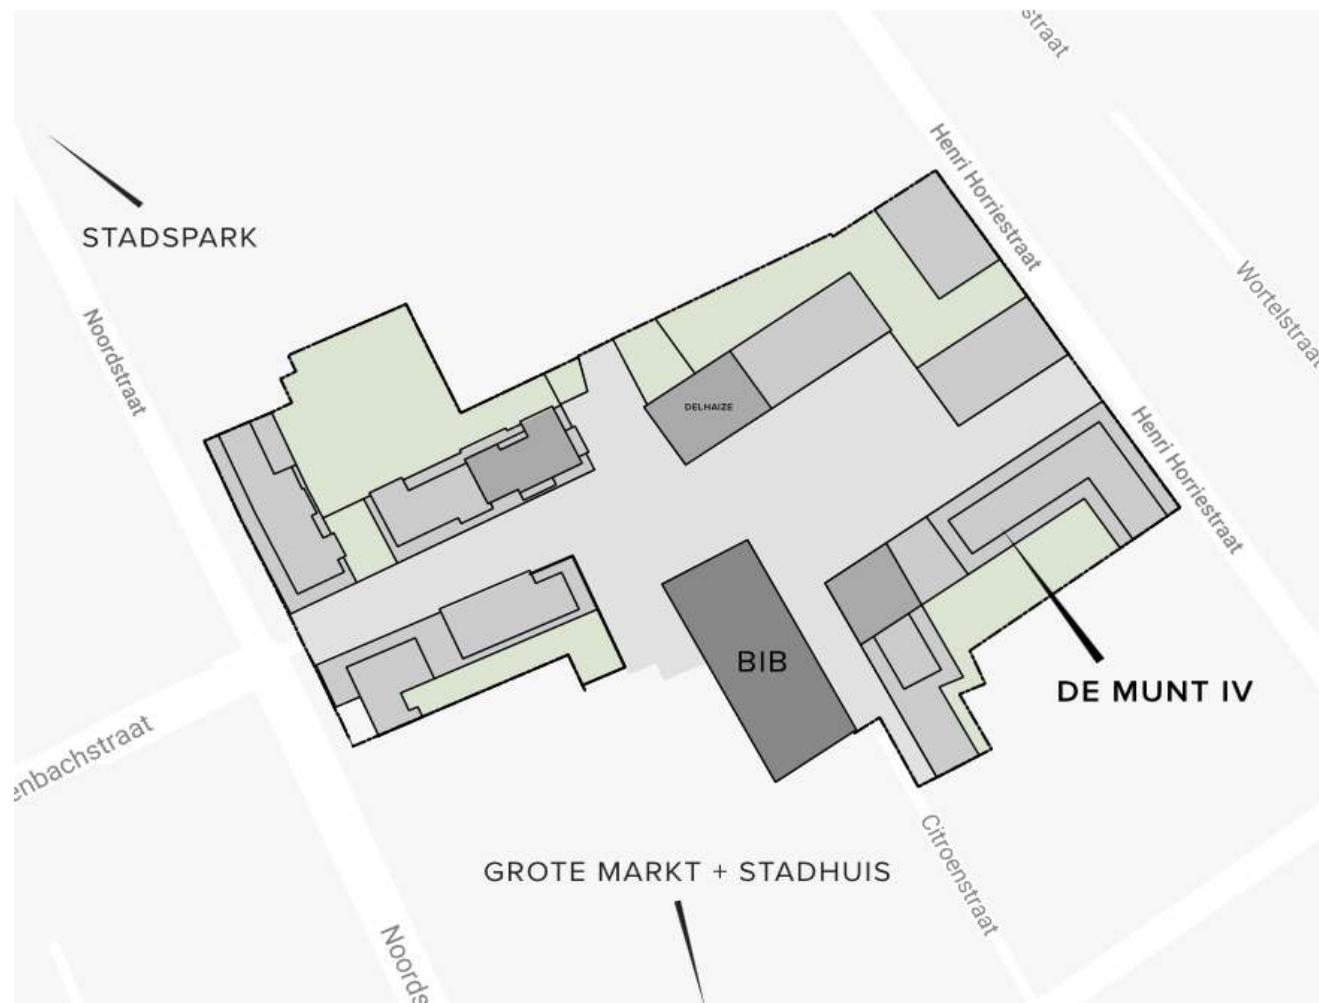 straat
Henri Horriestraat
STADSPARK
Wortelstraat
Noordstraat
DELHAIZE
Henri Horriestraat
BIB
DE MUNT IV
enbachstraat
GROTE MARKT + STADHUIS
Citroenstraat
Noords